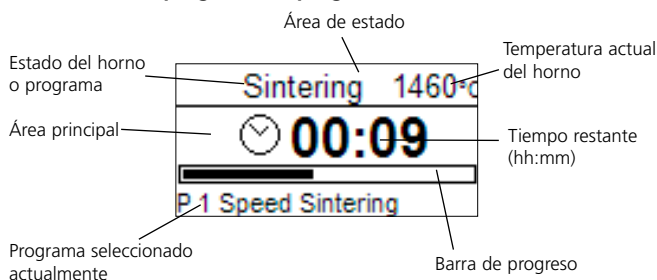 Área de estado
Estado del horno
o programa
Temperatura actual
del horno
Sintering 1460°C
Área principal
00:09
Tiempo restante
(hh:mm)
P 1 Speed Sintering
Programa seleccionado
actualmente
Barra de progreso